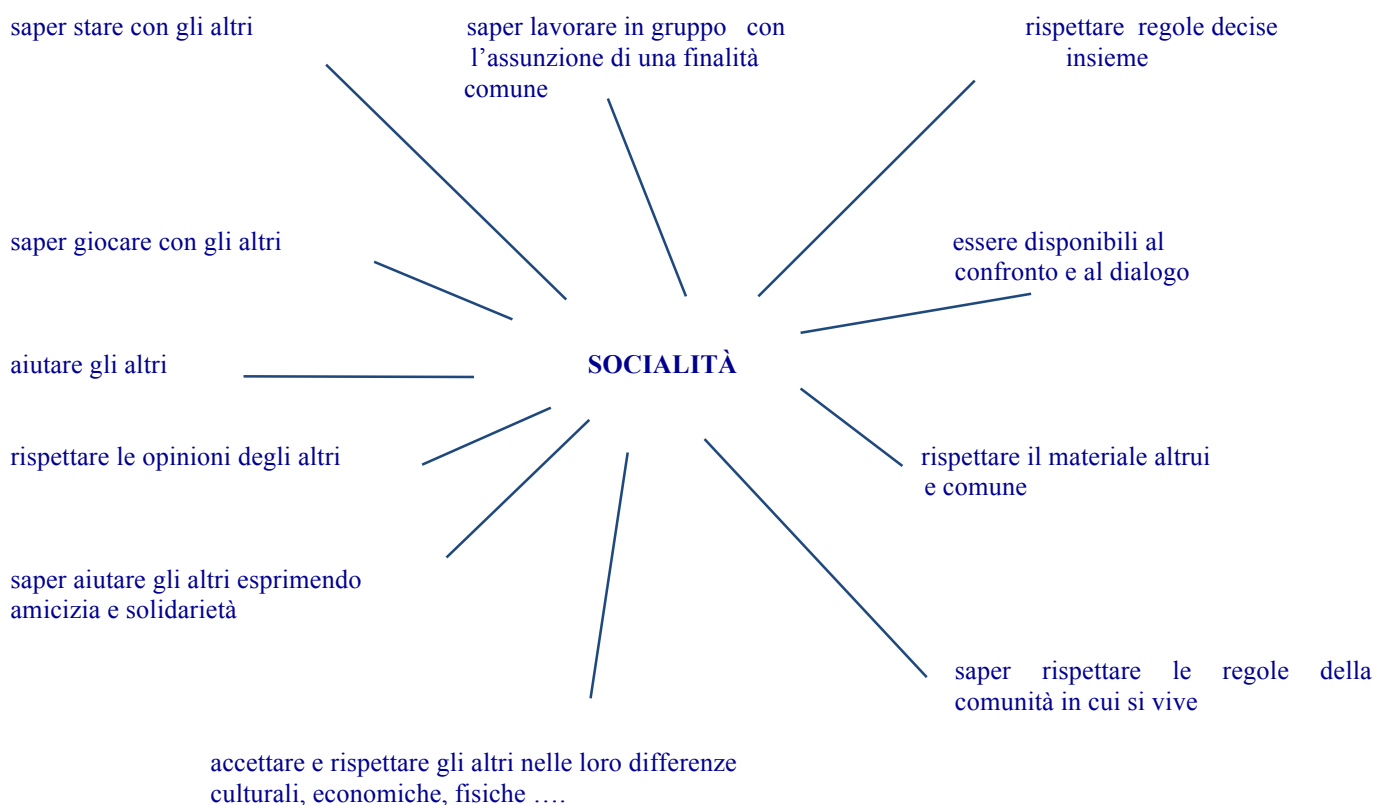 saper stare con gli altri
saper lavorare in gruppo con
l’assunzione di una finalità
comune
rispettare regole decise
insieme
saper giocare con gli altri
essere disponibili al
confronto e al dialogo
aiutare gli altri
SOCIALITÀ
rispettare le opinioni degli altri
rispettare il materiale altrui
e comune
saper aiutare gli altri esprimendo
amicizia e solidarietà
saper rispettare le regole della
comunità in cui si vive
accettare e rispettare gli altri nelle loro differenze
culturali, economiche, fisiche ….